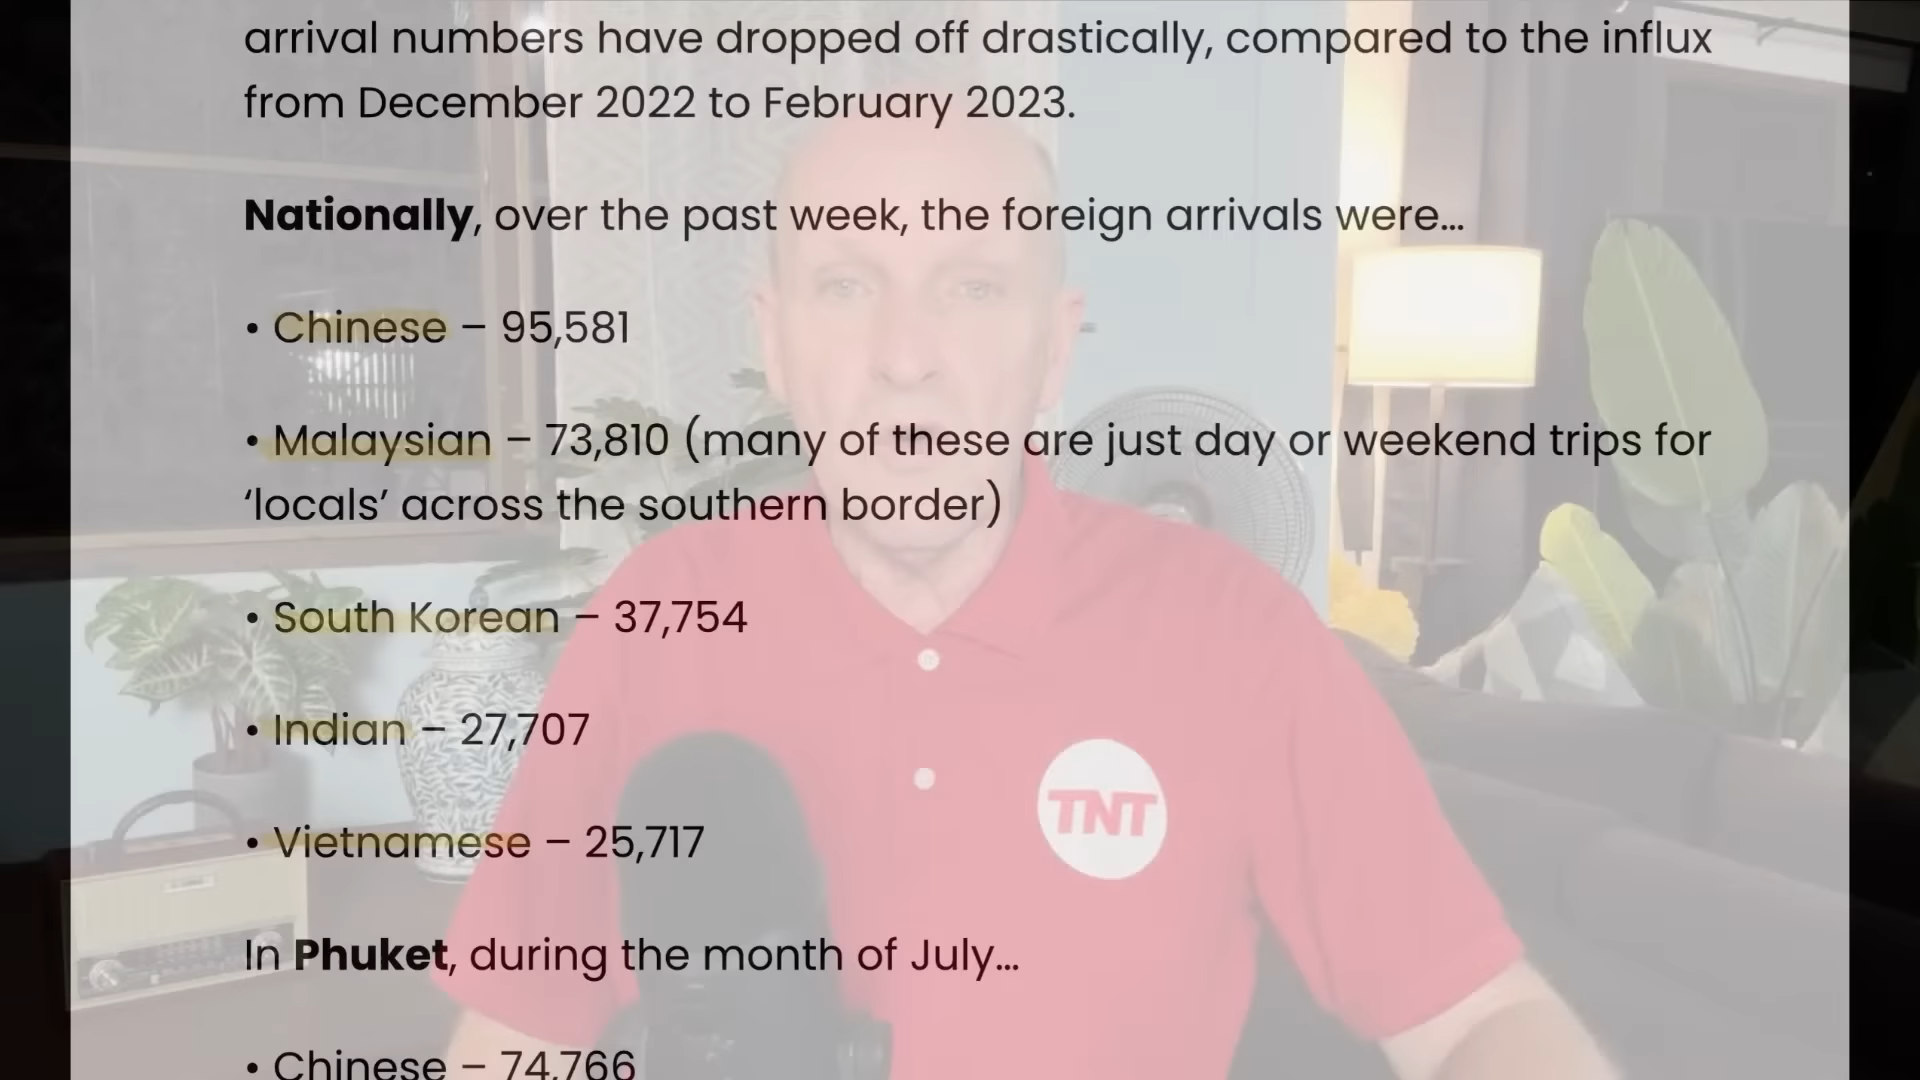 arrival numbers have dropped off drastically, compared to the influx
from December 2022 to February 2023.
Nationally, over the past week, the foreign arrivals were…
• Chinese – 95,581
• Malaysian – 73,810 (many of these are just day or weekend trips for
‘locals’ across the southern border)
• South Korean – 37,754
• Indian – 27,707
• Vietnamese – 25,717
TNT
In Phuket, during the month of July…
• Chinese – 74,766